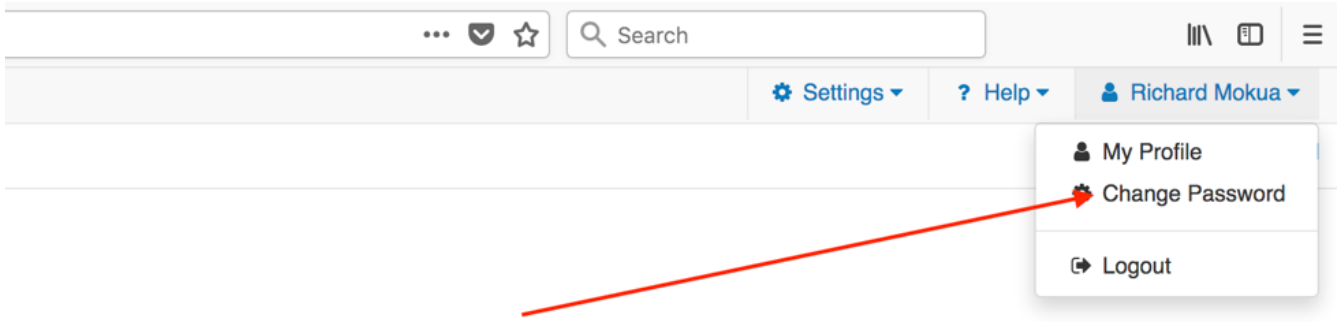 Search
Settings ? Help Richard Mokua
My Profile
Change Password
Logout